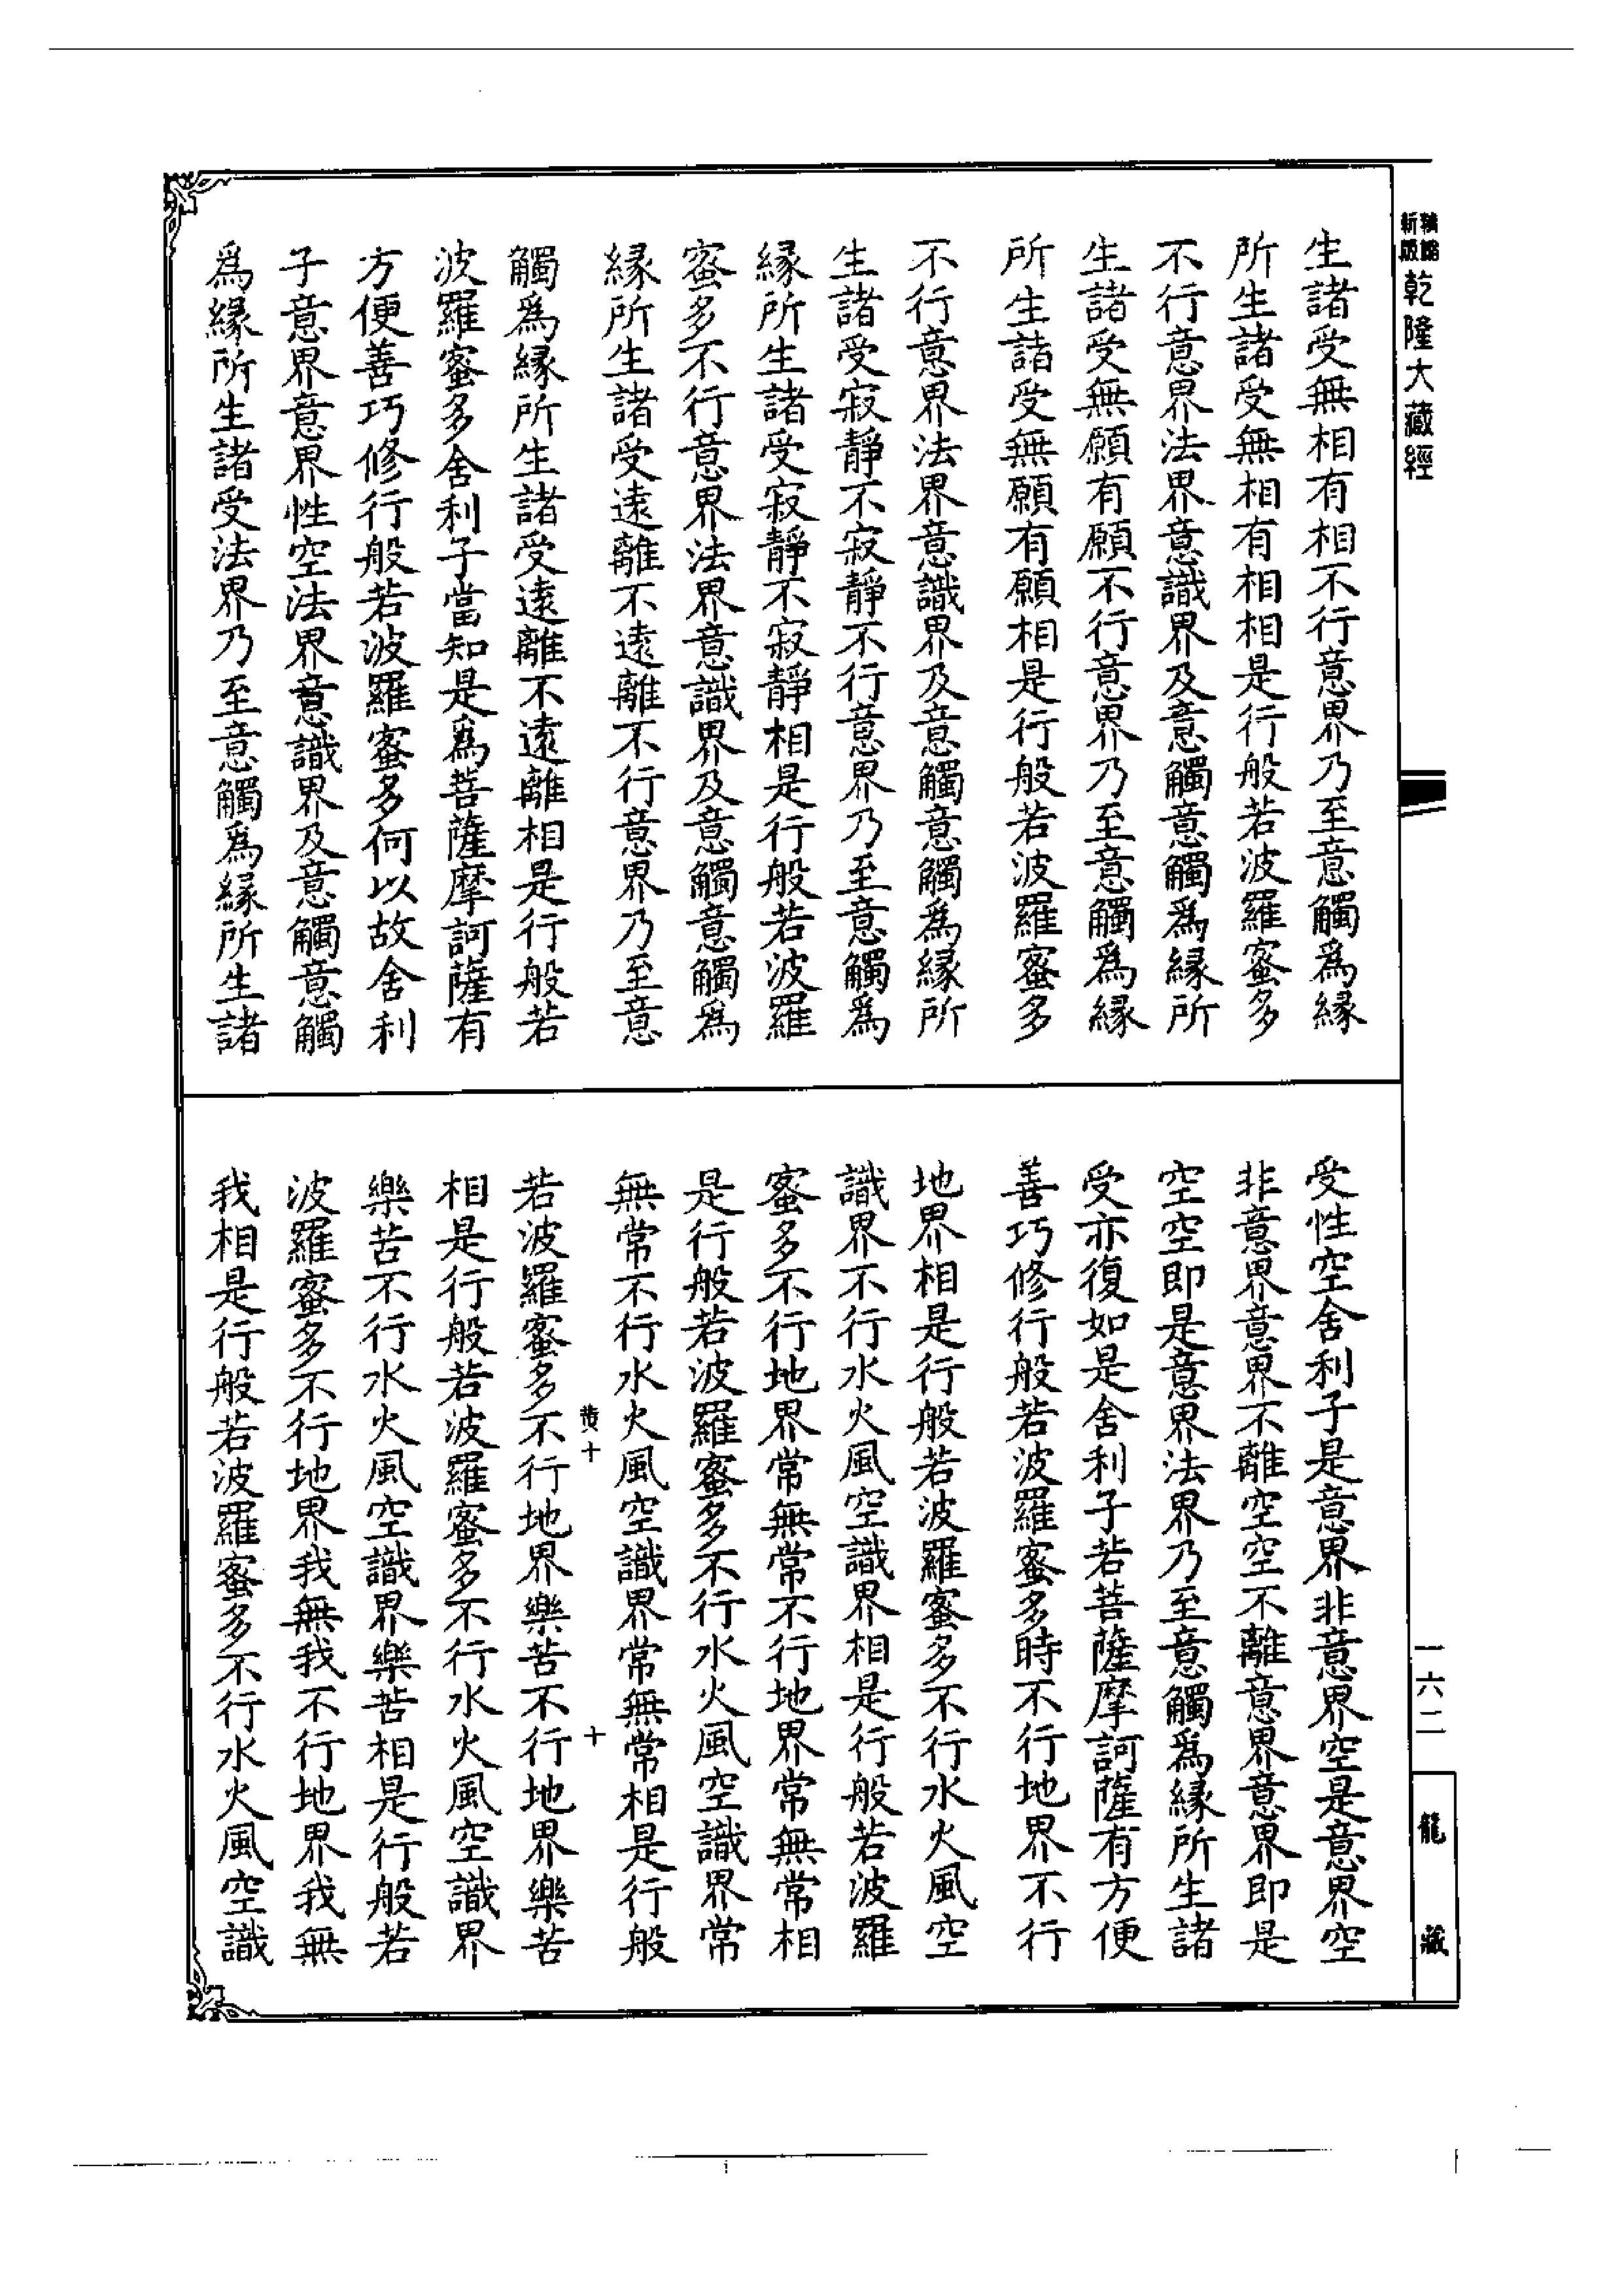 新版
精縮
乾隆大藏經
生諸受無相有相不行意界乃至意觸爲緣
所生諸受無相有相相是行般若波羅蜜多
不行意界法界意識界及意觸意觸爲緣所
生諸受無願有願不行意界乃至意觸爲緣
所生諸受無願有願相是行般若波羅蜜多
不行意界法界意識界及意觸意觸爲緣所
生諸受寂靜不寂靜不行意界乃至意觸爲
緣所生諸受寂靜不寂靜相是行般若波羅
蜜多不行意界法界意識界及意觸意觸爲
緣所生諸受遠離不遠離不行意界乃至意
觸爲緣所生諸受遠離不遠離相是行般若
波羅蜜多舍利子當知是爲菩薩摩訶薩有
方便善巧修行般若波羅蜜多何以故舍利
子意界意界性空法界意識界及意觸意觸
爲緣所生諸受法界乃至意觸爲緣所生諸
受性空舍利子是意界非意界空是意界空
非意界意界不離空空不離意界意界即是
空空即是意界法界乃至意觸爲緣所生諸
受亦復如是舍利子若菩薩摩訶薩有方便
善巧修行般若波羅蜜多時不行地界不行
地界相是行般若波羅蜜多不行水火風空
識界不行水火風空識界相是行般若波羅
蜜多不行地界常無常不行地界常無常相
是行般若波羅蜜多不行水火風空識界常
無常不行水火風空識界常無常相是行般
黄十
十
若波羅蜜多不行地界樂苦不行地界樂苦
相是行般若波羅蜜多不行水火風空識界
樂苦不行水火風空識界樂苦相是行般若
波羅蜜多不行地界我無我不行地界我無
我相是行般若波羅蜜多不行水火風空識
一六二
龍藏